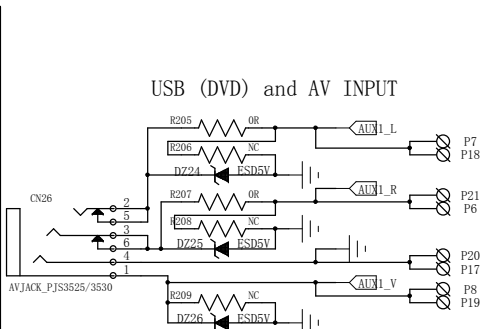 USB (DVD) and AV INPUT
R205 0R
AUX1_L
P7
R206 NC
P18
DZ24 ESD5V
CN26
R207 0R
AUX1_R
P21
2
P6
5
R208 NC
3
6
DZ25 ESD5V
4
P20
P17
1
AVJACK_PJS3525/3530
AUX1_V
P8
R209 NC
P19
DZ26 ESD5V